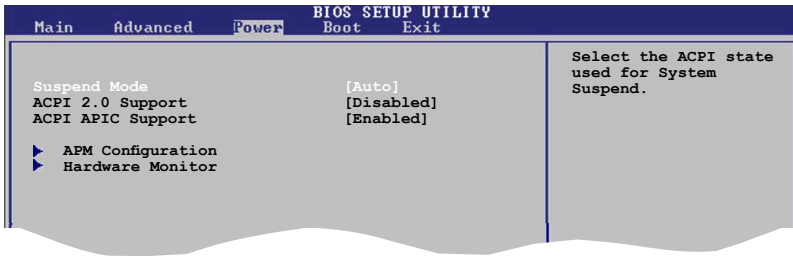 BIOS SETUP UTILITY
Main Advanced Power Boot Exit
Suspend Mode [Auto]
ACPI 2.0 Support [Disabled]
ACPI APIC Support [Enabled]
APM Configuration
Hardware Monitor
Select the ACPI state
used for System
Suspend.